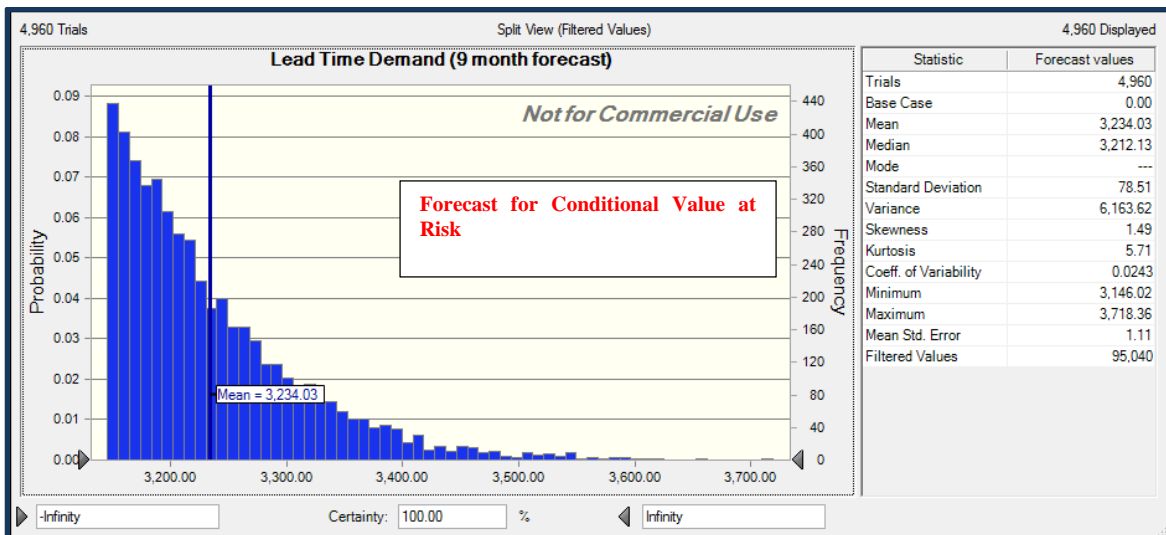 4,960 Trials
Split View (Filtered Values)
4,960 Displayed
Lead Time Demand (9 month forecast)
Not for Commercial Use
Forecast for Conditional Value at
Risk
Probability
0.09
0.08
0.07
0.06
0.05
0.04
0.03
0.02
0.01
0.00
Mean = 3,234.03
3,200.00 3,300.00 3,400.00 3,500.00 3,600.00 3,700.00
440
400
360
320
280
240
200
160
120
80
40
0
Frequency
Statistic Forecast values
Trials 4,960
Base Case 0.00
Mean 3,234.03
Median 3,212.13
Mode ---
Standard Deviation 78.51
Variance 6,163.62
Skewness 1.49
Kurtosis 5.71
Coeff. of Variability 0.0243
Minimum 3,146.02
Maximum 3,718.36
Mean Std. Error 1.11
Filtered Values 95,040
-Infinity Certainty: 100.00 % Infinity